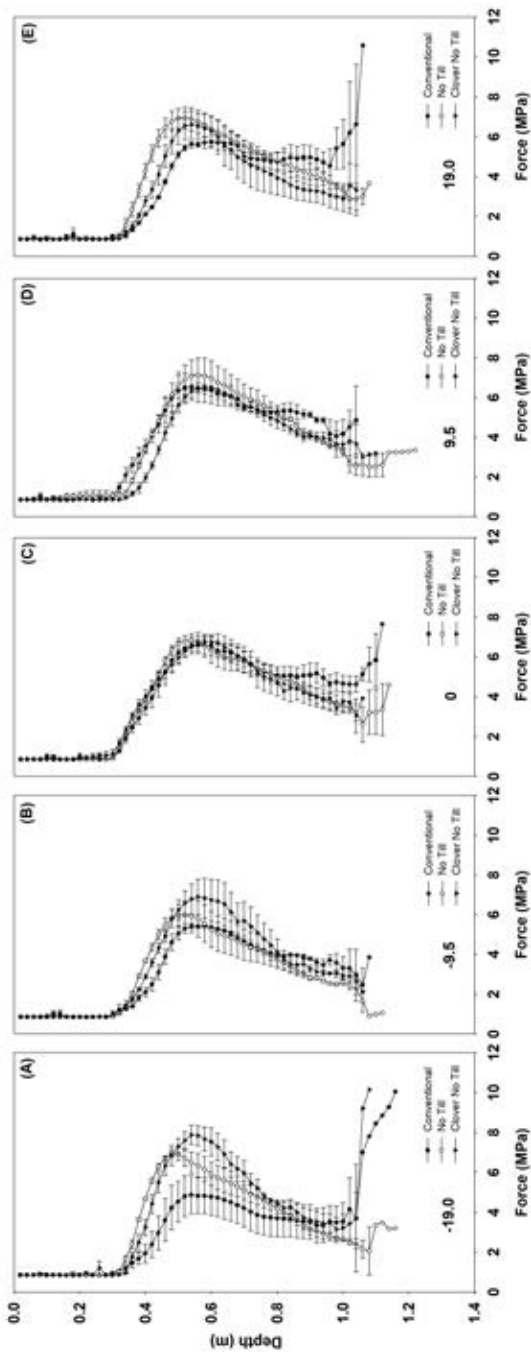 (A)
Conventional
No Till
Clover No Till
-19.0
0.0
0.2
0.4
0.6
0.8
1.0
1.2
1.4
Depth (m)
0 2 4 6 8 10 12
Force (MPa)
(B)
Conventional
No Till
Clover No Till
-9.5
0 2 4 6 8 10 12
Force (MPa)
(C)
Conventional
No Till
Clover No Till
0
0 2 4 6 8 10 12
Force (MPa)
(D)
Conventional
No Till
Clover No Till
9.5
0 2 4 6 8 10 12
Force (MPa)
(E)
Conventional
No Till
Clover No Till
19.0
0 2 4 6 8 10 12
Force (MPa)